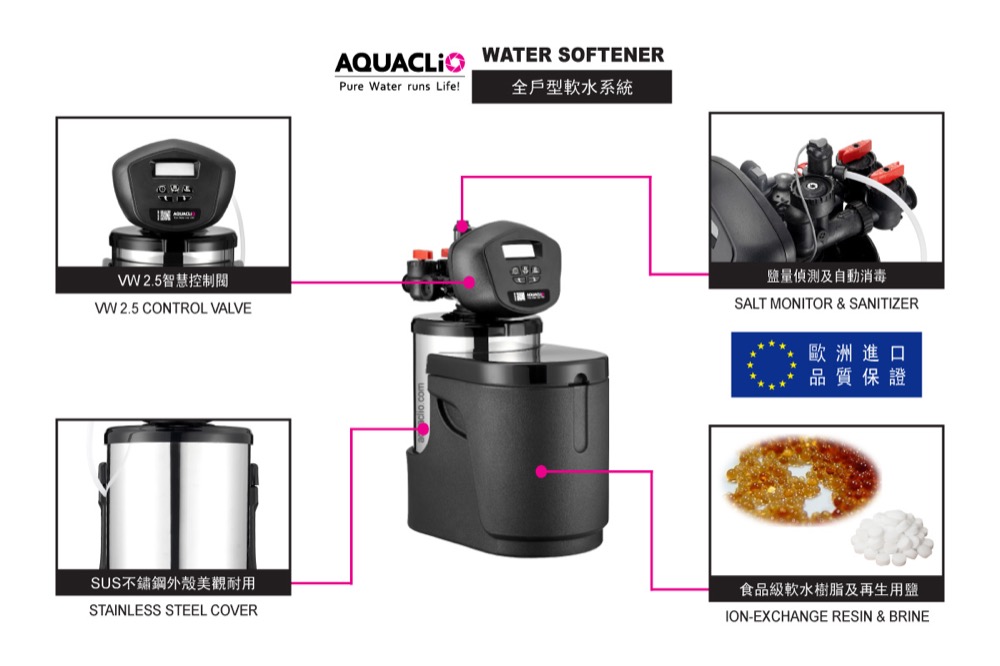 AQUACLiO
Pure Water runs Life!
WATER SOFTENER
全戶型軟水系統
AQUACLiO
VW 2.5智慧控制閥
VW 2.5 CONTROL VALVE
鹽量偵測及自動消毒
SALT MONITOR & SANITIZER
歐洲進口
品質保證
SUS不鏽鋼外殼美觀耐用
STAINLESS STEEL COVER
食品級軟水樹脂及再生用鹽
ION-EXCHANGE RESIN & BRINE
AQUACLiO
aquaclio.com